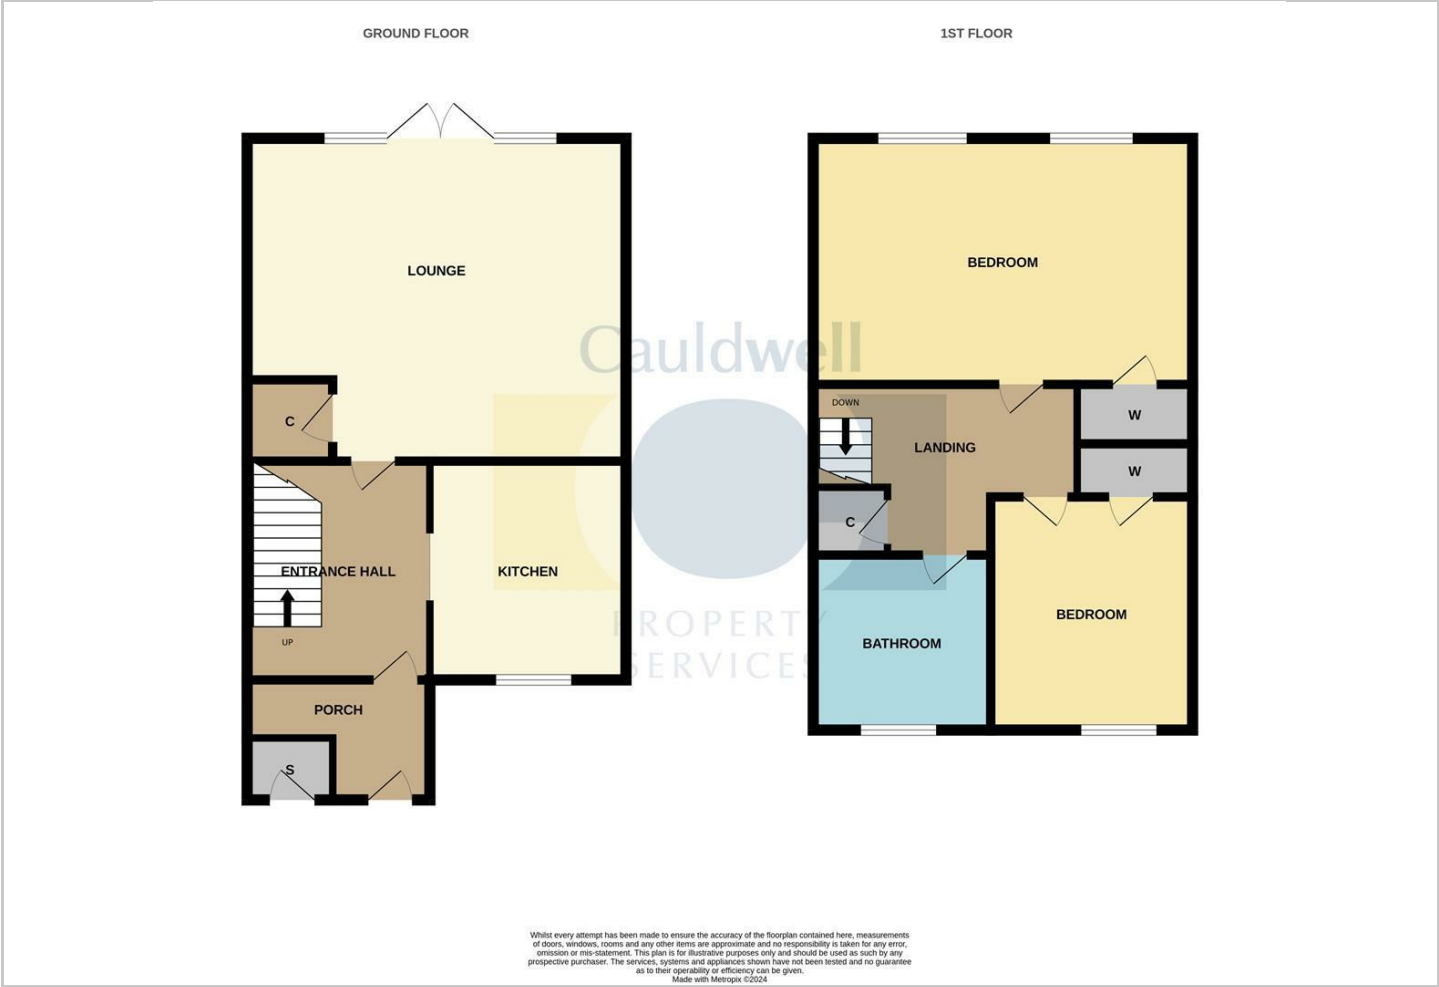 GROUND FLOOR
1ST FLOOR
LOUNGE
C
ENTRANCE HALL
UP
KITCHEN
PORCH
S
BEDROOM
DOWN
LANDING
W
W
C
BATHROOM
BEDROOM
Cauldwell
PROPERTY
SERVICES
Whilst every attempt has been made to ensure the accuracy of the floorplan contained here, measurements
of doors, windows, rooms and any other items are approximate and no responsibility is taken for any error,
omission or mis-statement. This plan is for illustrative purposes only and should be used as such by any
prospective purchaser. The services, systems and appliances shown have not been tested and no guarantee
as to their operability or efficiency can be given.
Made with Metropix ©2024